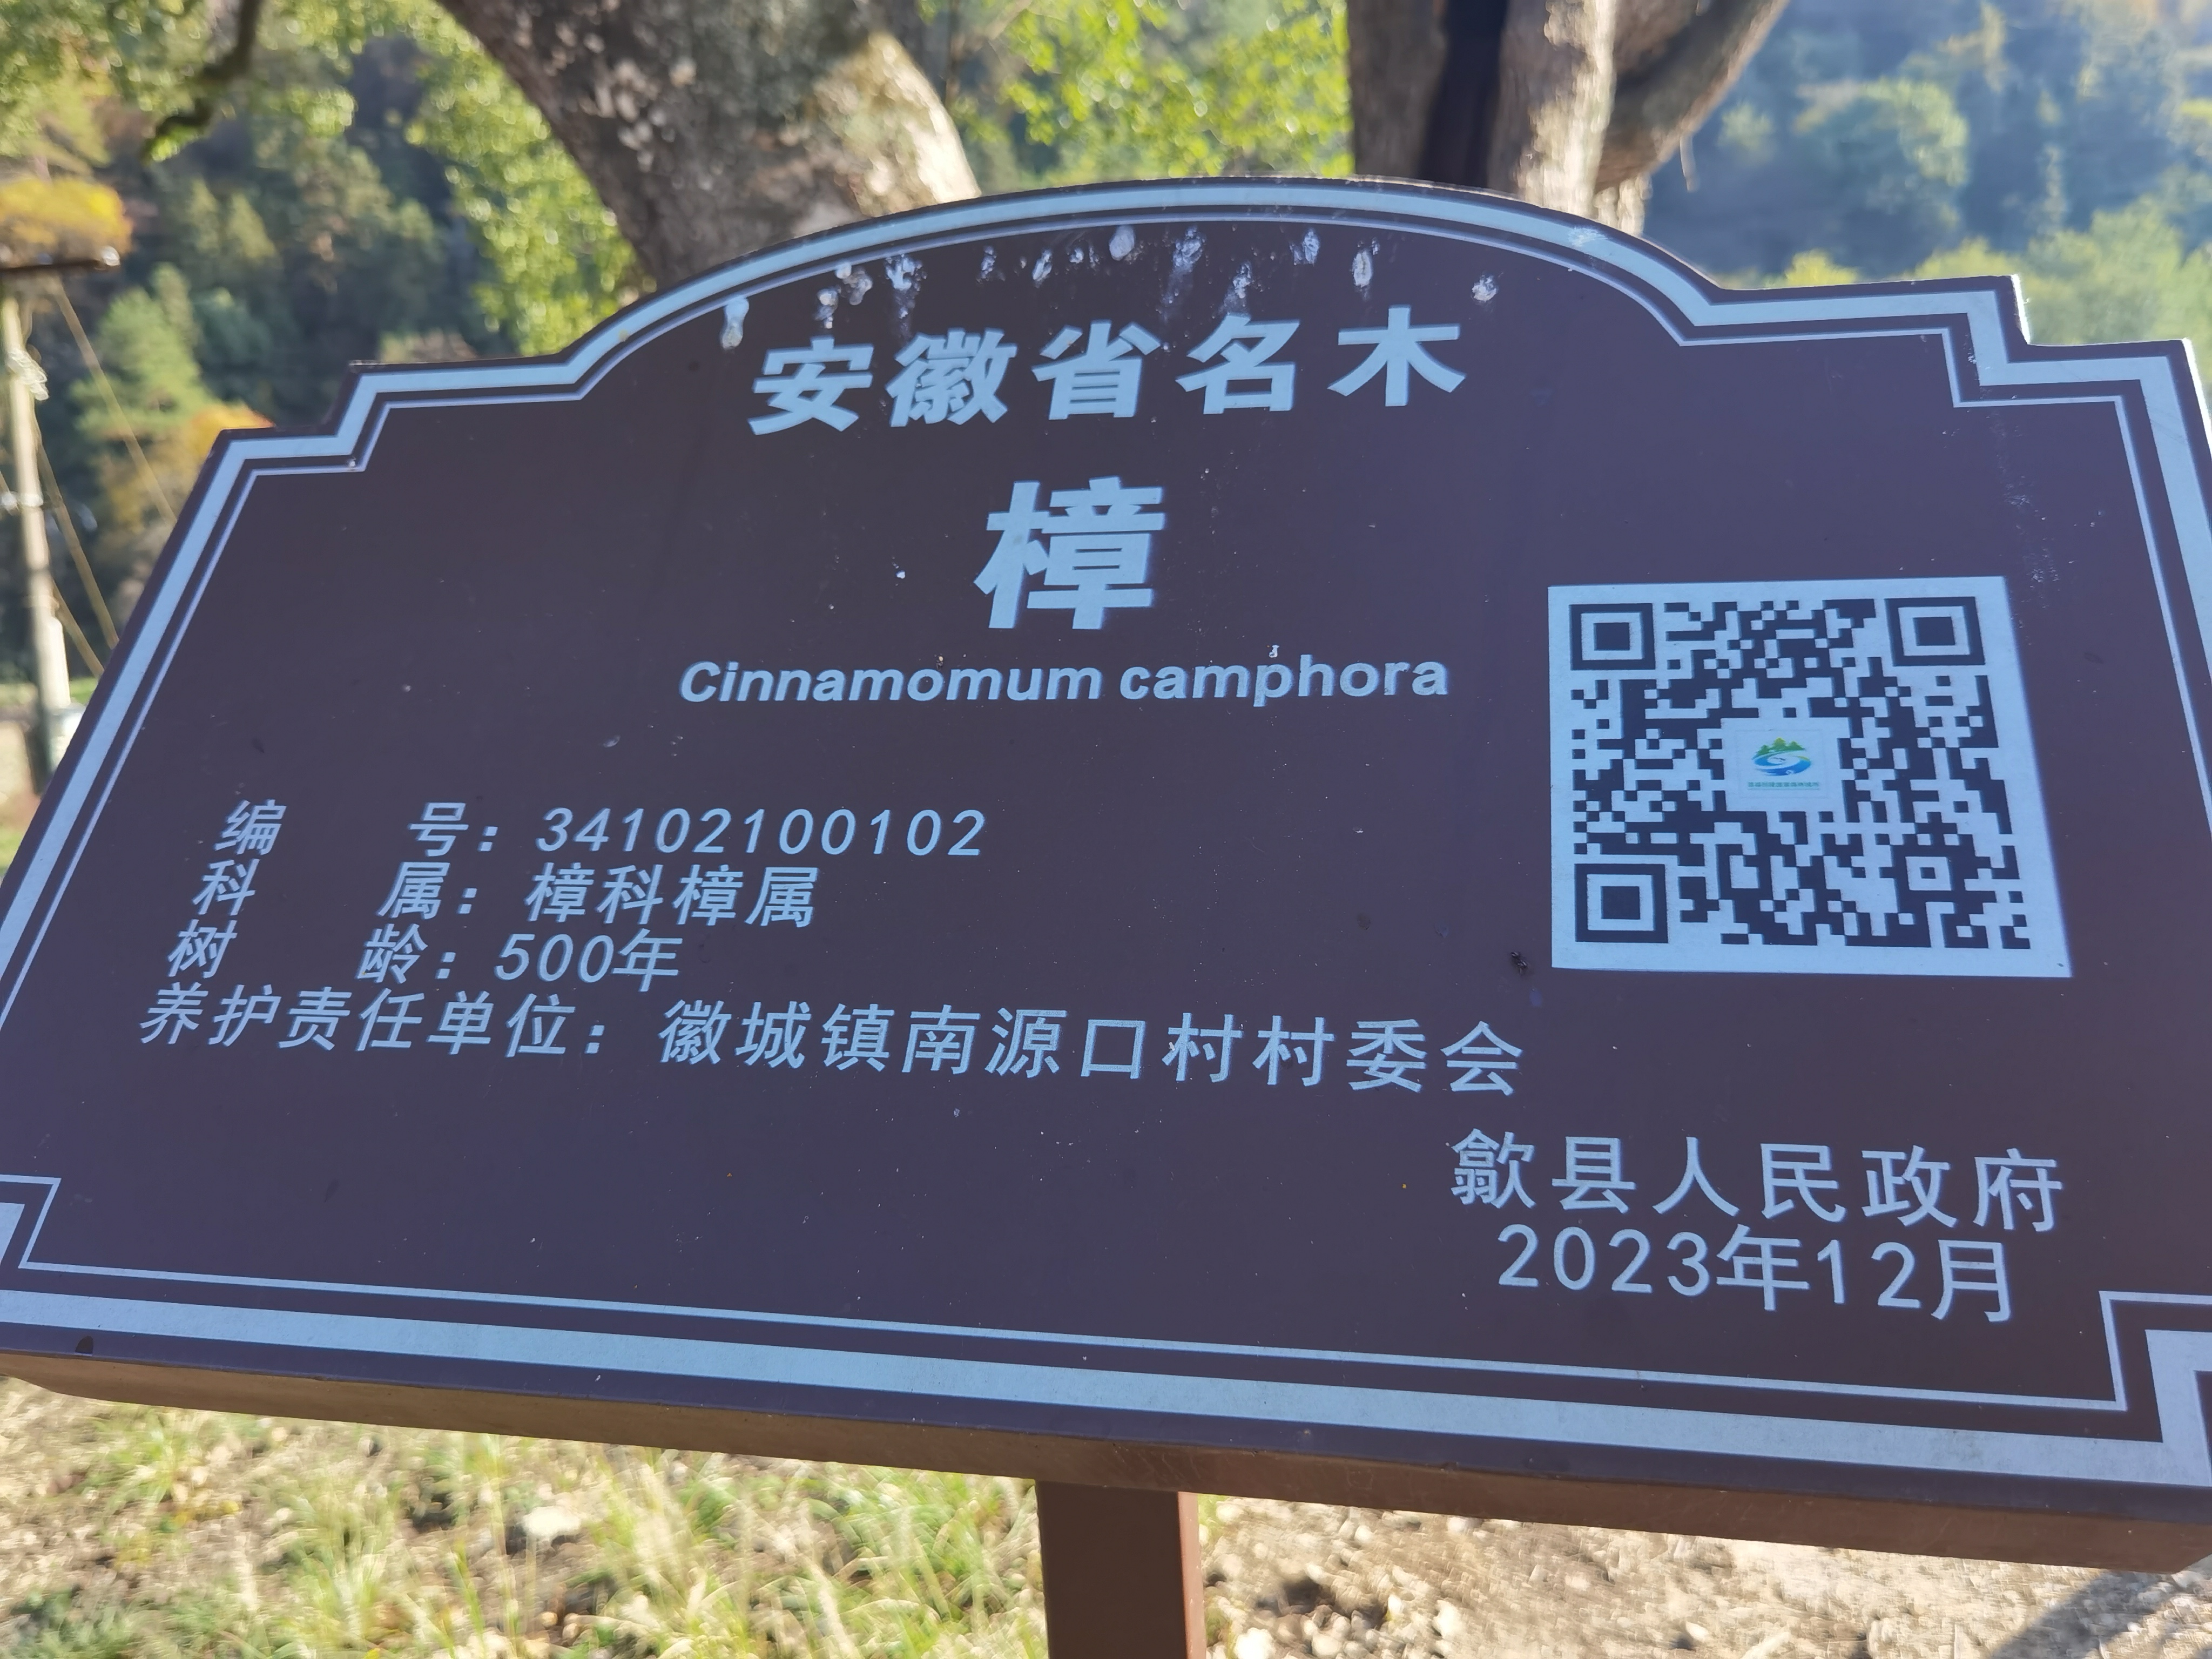 安徽省名木
樟
Cinnamomum camphora
编 号：34102100102
科 属：樟科樟属
树 龄：500年
养护责任单位：徽城镇南源口村村委会
歙县人民政府
2023年12月